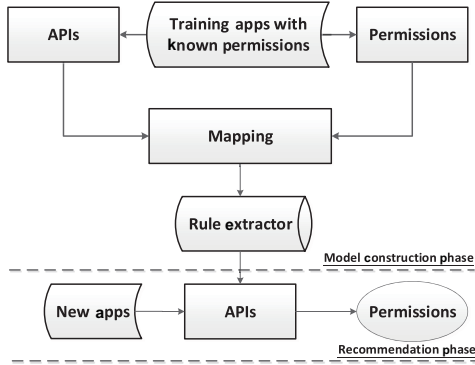 APIs
Training apps with
known permissions
Permissions
Mapping
Rule extractor
Model construction phase
New apps
APIs
Permissions
Recommendation phase